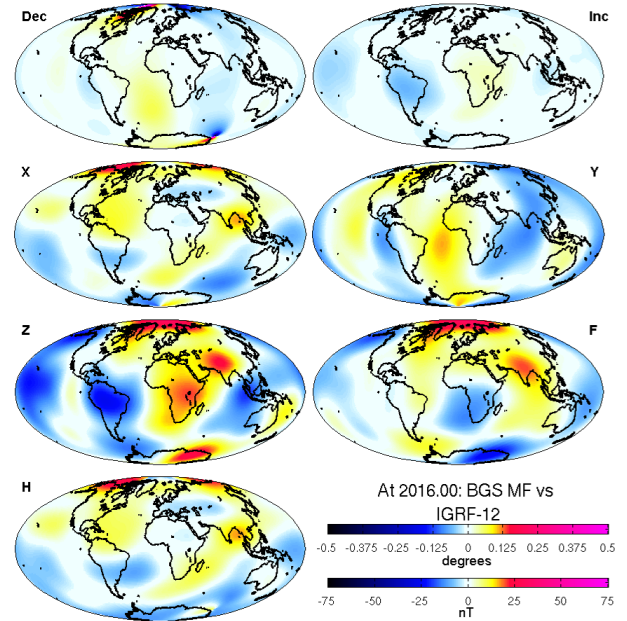 Dec
Inc
X
Y
Z
F
H
At 2016.00: BGS MF vs
IGRF-12
-0.5 -0.375 -0.25 -0.125 0 0.125 0.25 0.375 0.5
degrees
-75 -50 -25 0 25 50 75
nT